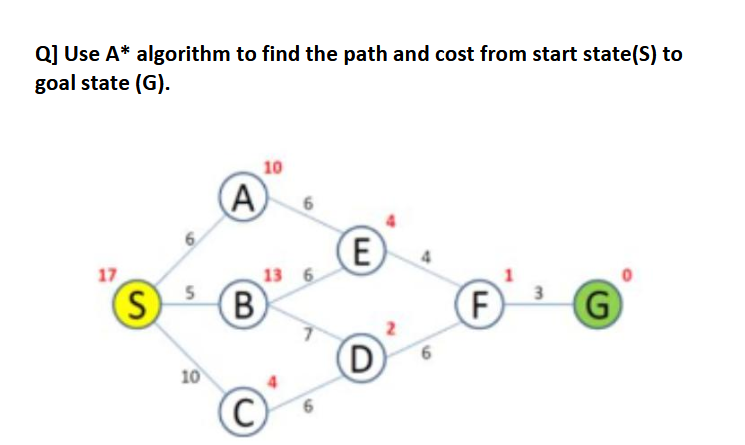 Q] Use A* algorithm to find the path and cost from start state(S) to
goal state (G).
10
A 6
6 4
E 4
17 13 6 1 0
S 5 B F 3 G
7 2
D 6
10 4
C 6